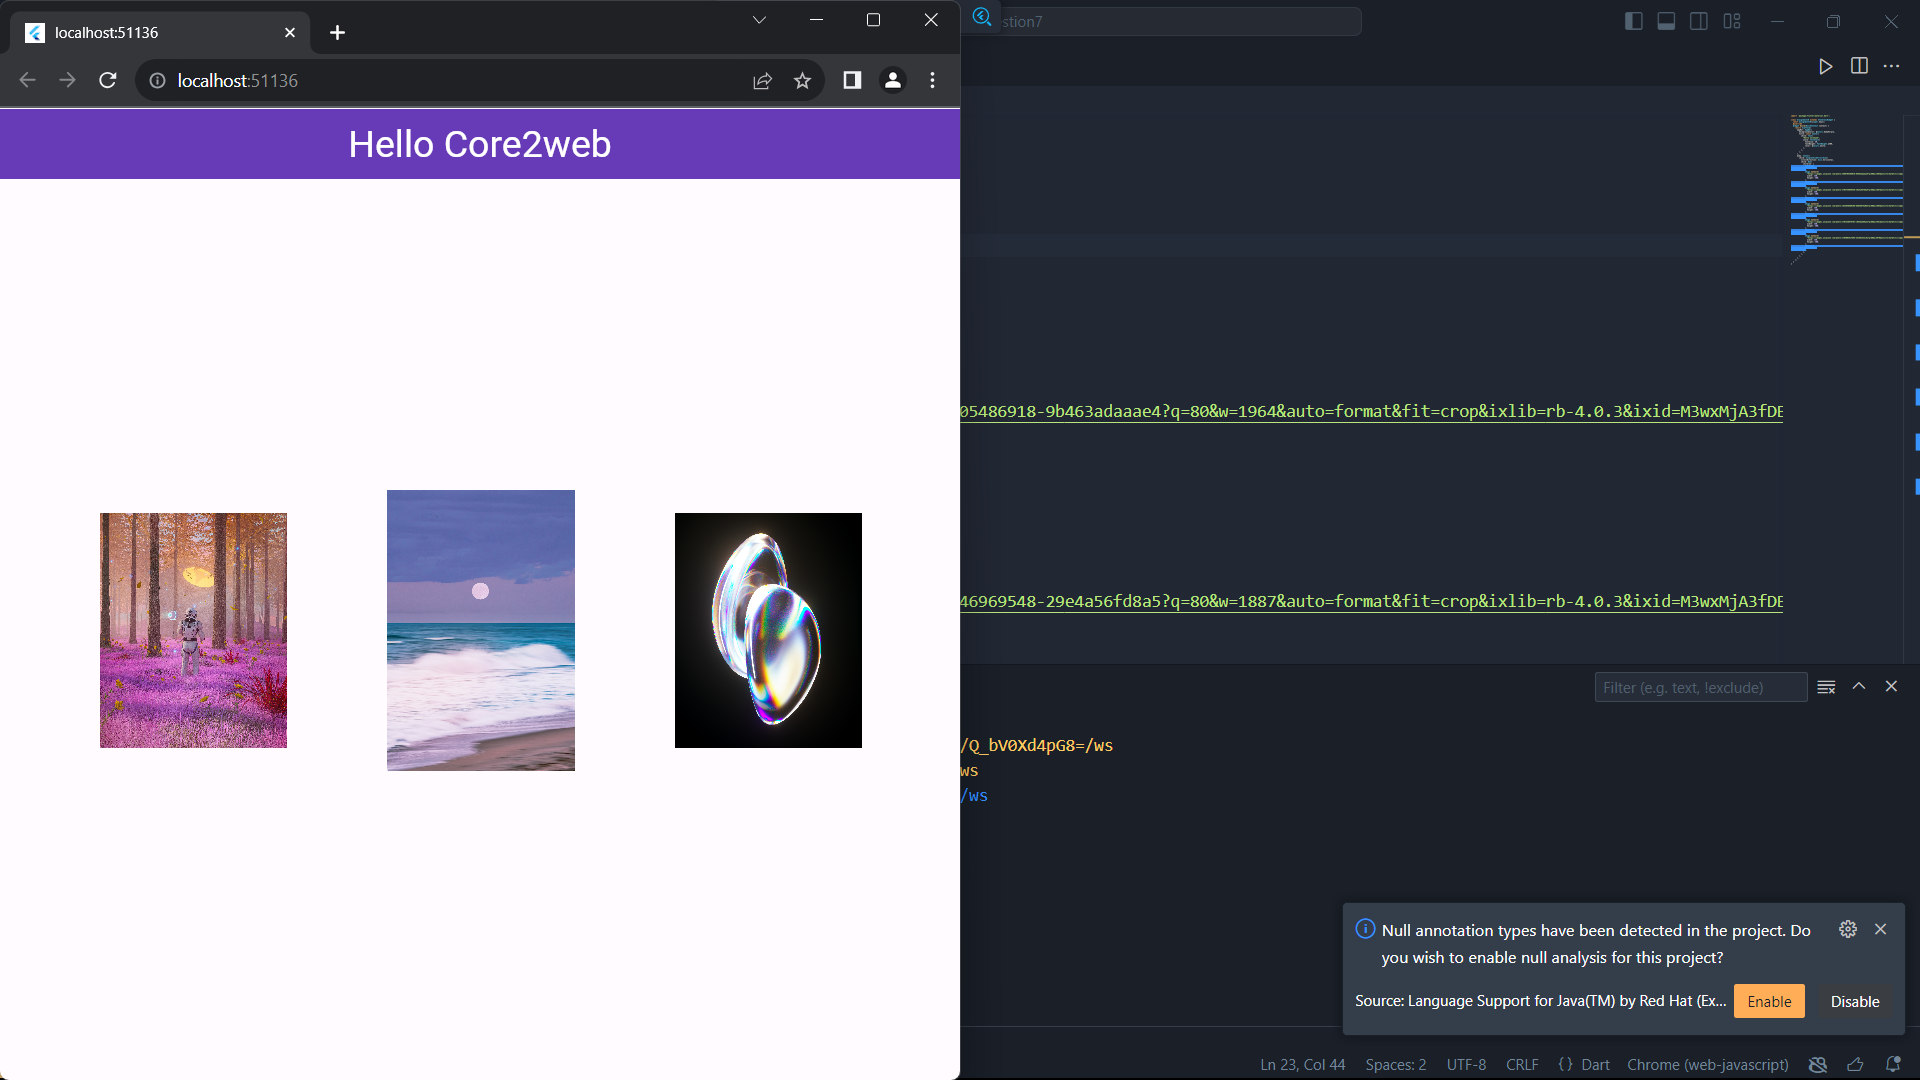 localhost:51136
localhost:51136
Hello Core2web
stion7
05486918-9b463adaaae4?q=80&w=1964&auto=format&fit=crop&ixlib=rb-4.0.3&ixid=M3wxMjA3fDE
46969548-29e4a56fd8a5?q=80&w=1887&auto=format&fit=crop&ixlib=rb-4.0.3&ixid=M3wxMjA3fDE
Filter (e.g. text, !exclude)
/Q_bV0Xd4pG8=/ws
ws
/ws
Null annotation types have been detected in the project. Do
you wish to enable null analysis for this project?
Source: Language Support for Java(TM) by Red Hat (Ex...
Enable
Disable
Ln 23, Col 44
Spaces: 2
UTF-8
CRLF
{ } Dart
Chrome (web-javascript)